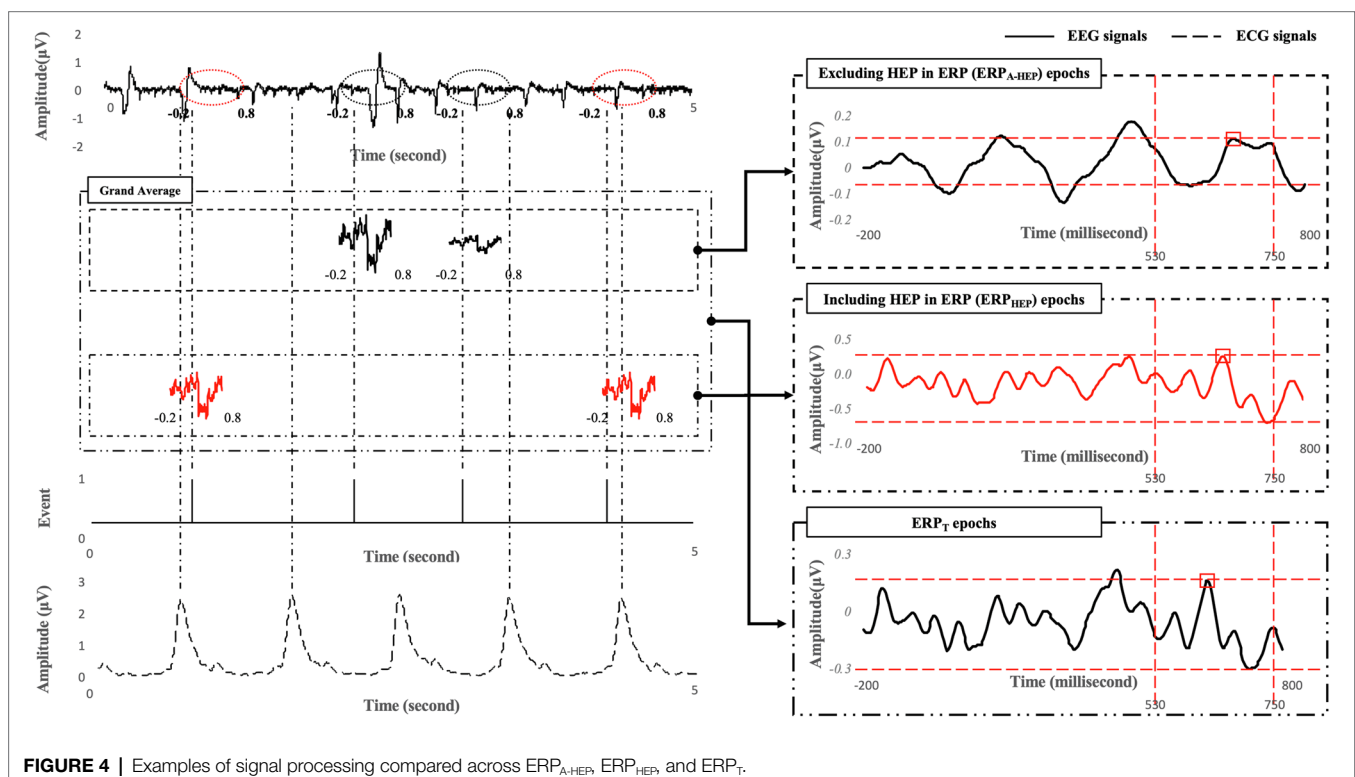 EEG signals
ECG signals
Amplitude(μV)
2
1
0
-1
-2
0
-0.2
0.8
-0.2
0.8
-0.2
0.8
5
Time (second)
Grand Average
-0.2
0.8
-0.2
0.8
-0.2
0.8
-0.2
0.8
Event
1
0
0
5
Time (second)
Amplitude (μV)
3
2
1
0
0
5
Time (second)
Excluding HEP in ERP (ERPA-HEP) epochs
Amplitude(μV)
0.2
0.1
0
-0.1
-0.2
-200
Time (millisecond)
530
750
800
Including HEP in ERP (ERPHEP) epochs
Amplitude(μV)
0.5
0.0
-0.5
-1.0
-200
Time (millisecond)
530
750
800
ERPT epochs
Amplitude(μV)
0.3
0
-0.3
-200
Time (millisecond)
530
750
800
FIGURE 4 | Examples of signal processing compared across ERPA-HEP, ERPHEP, and ERPT.